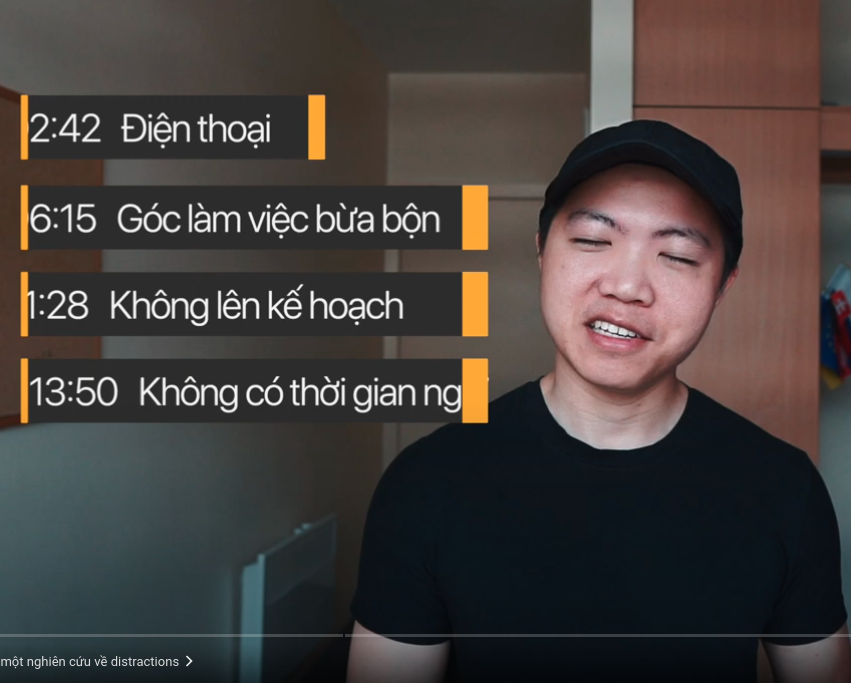 2:42 Điện thoại
6:15 Góc làm việc bừa bộn
1:28 Không lên kế hoạch
13:50 Không có thời gian
một nghiên cứu về distractions